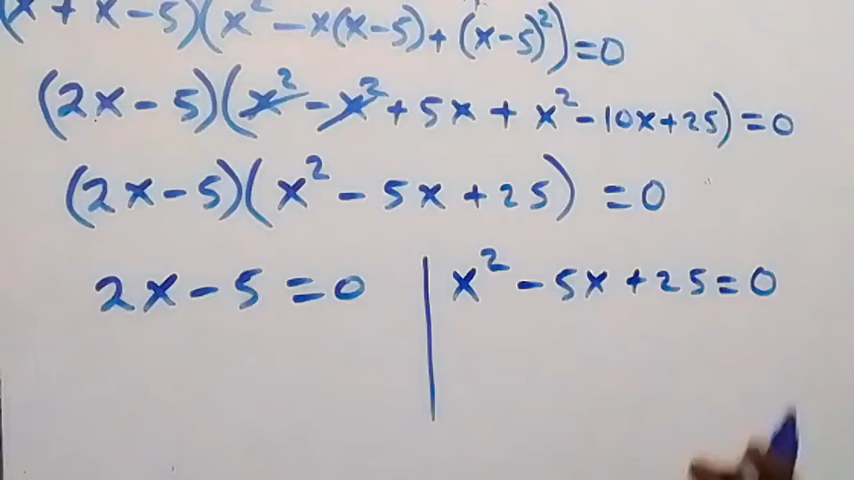 (x + x - 5)(x² - x(x - 5) + (x - 5)²) = 0
(2x - 5)(x² - x² + 5x + x² - 10x + 25) = 0
(2x - 5)(x² - 5x + 25) = 0
2x - 5 = 0 | x² - 5x + 25 = 0